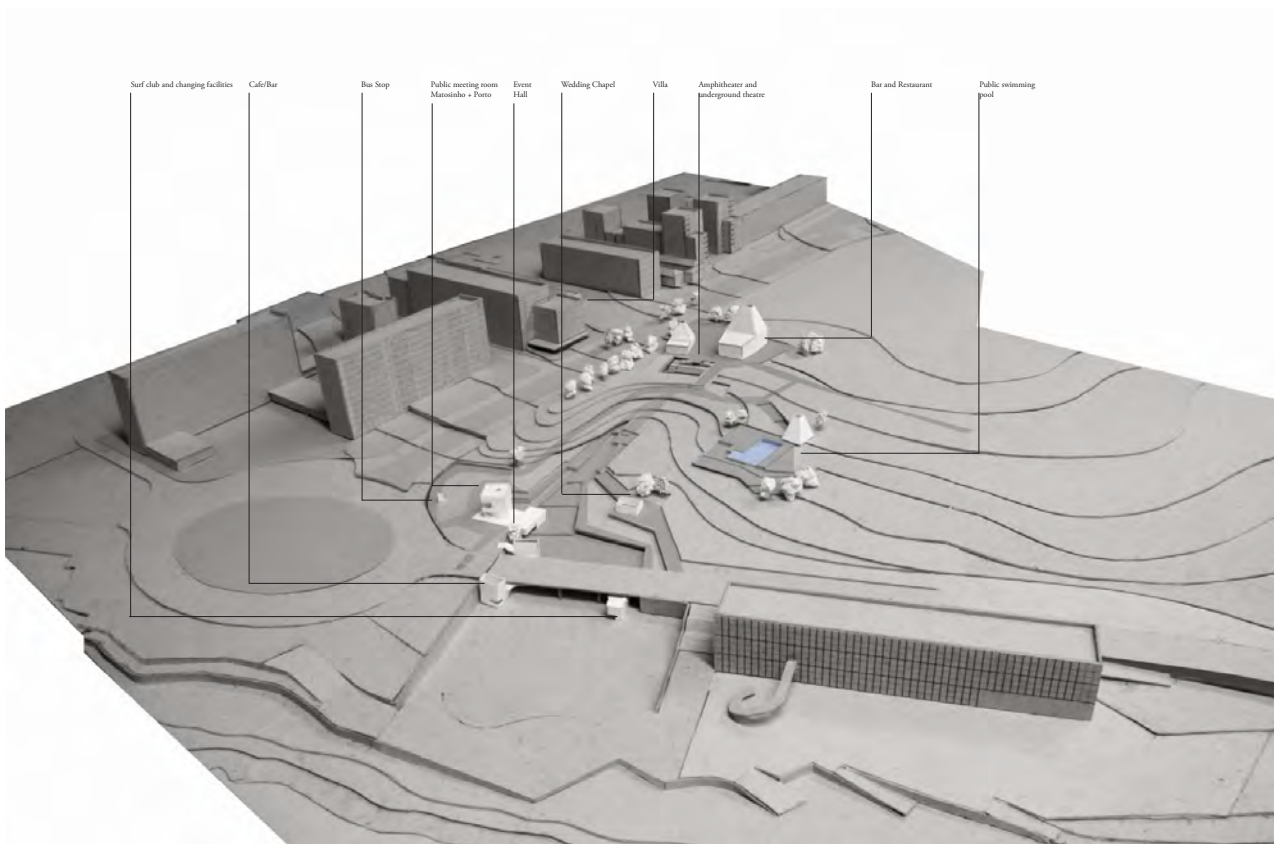 Surf club and changing facilities
Cafe/Bar
Bus Stop
Public meeting room
Matosinho + Porto
Event
Hall
Wedding Chapel
Villa
Amphitheater and
underground theatre
Bar and Restaurant
Public swimming
pool